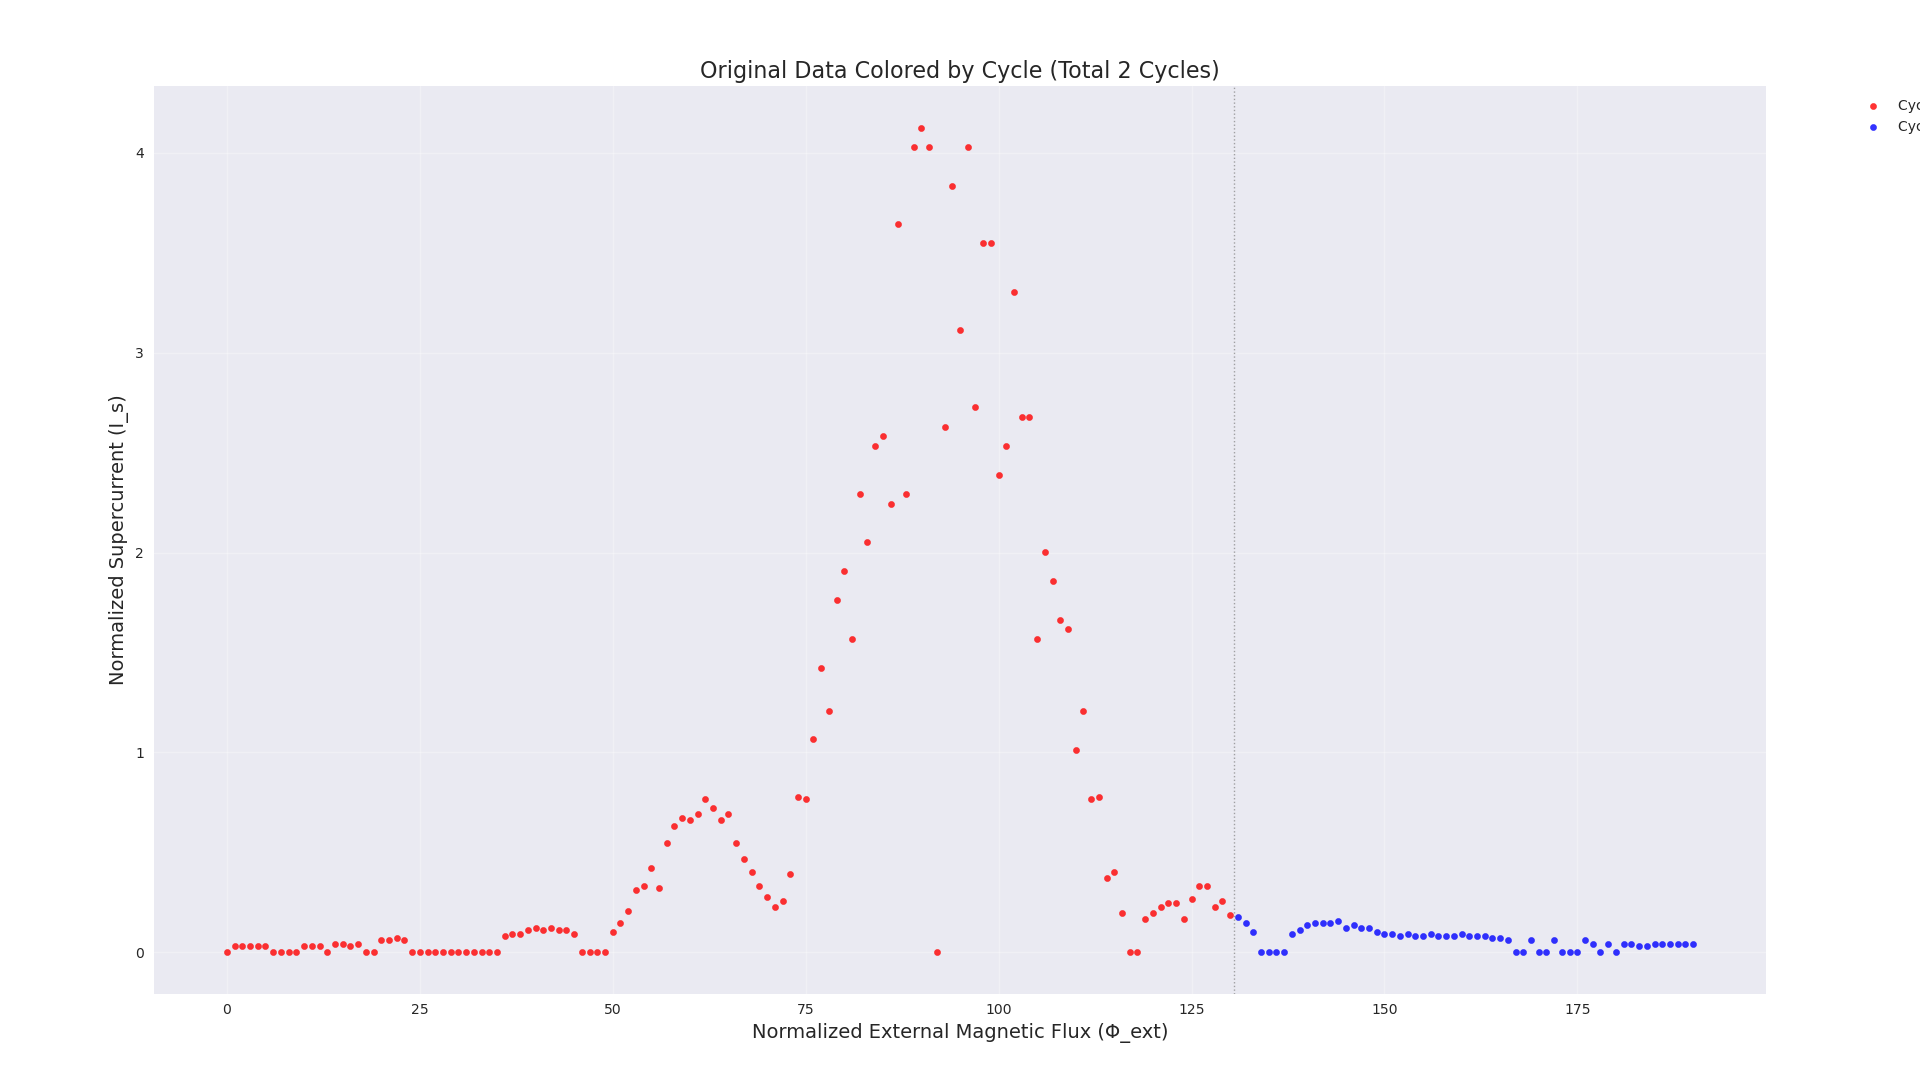 Original Data Colored by Cycle (Total 2 Cycles)
Cyc
Cyc
4
3
2
1
0
Normalized Supercurrent (I_s)
0 25 50 75 100 125 150 175
Normalized External Magnetic Flux (Φ_ext)